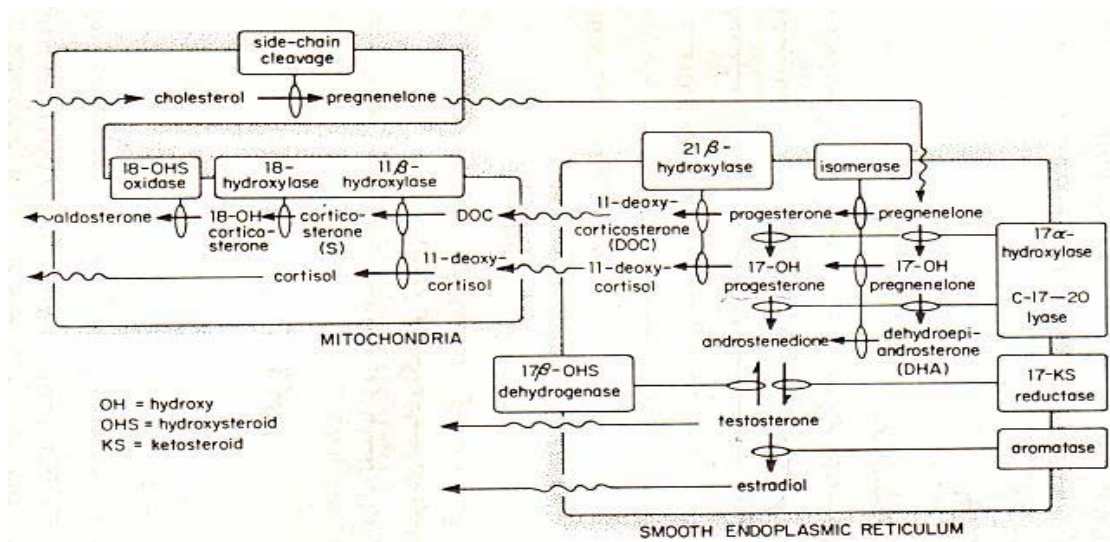 side-chain
cleavage
cholesterol
pregnenelone
18-OHS
oxidase
18-
hydroxylase
11β-
hydroxylase
aldosterone
18-OH
cortico-
sterone
cortico-
sterone
(S)
DOC
cortisol
11-deoxy-
cortisol
MITOCHONDRIA
21β-
hydroxylase
isomerase
11-deoxy-
corticosterone
(DOC)
progesterone
pregnenelone
17α-
hydroxylase
C-17-20
lyase
11-deoxy-
cortisol
17-OH
progesterone
17-OH
pregnenelone
androstenedione
dehydroepi-
androsterone
(DHA)
17β-OHS
dehydrogenase
17-KS
reductase
testosterone
aromatase
estradiol
SMOOTH ENDOPLASMIC RETICULUM
OH = hydroxy
OHS = hydroxysteroid
KS = ketosteroid